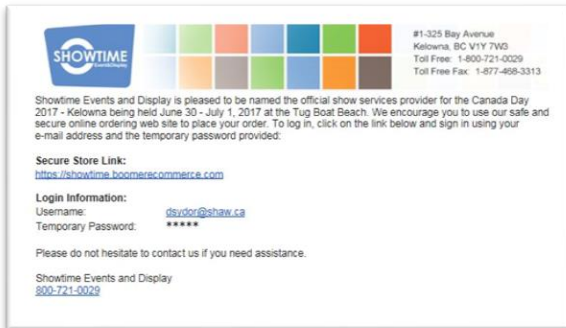 SHOWTIME
Event&Display
#1-325 Bay Avenue
Kelowna, BC V1Y 7W3
Toll Free: 1-800-721-0029
Toll Free Fax: 1-877-468-3313
Showtime Events and Display is pleased to be named the official show services provider for the Canada Day
2017 - Kelowna being held June 30 - July 1, 2017 at the Tug Boat Beach. We encourage you to use our safe and
secure online ordering web site to place your order. To log in, click on the link below and sign in using your
e-mail address and the temporary password provided:
Secure Store Link:
https://showtime.boomerecommerce.com
Login Information:
Username: dsydor@shaw.ca
Temporary Password: *****
Please do not hesitate to contact us if you need assistance.
Showtime Events and Display
800-721-0029